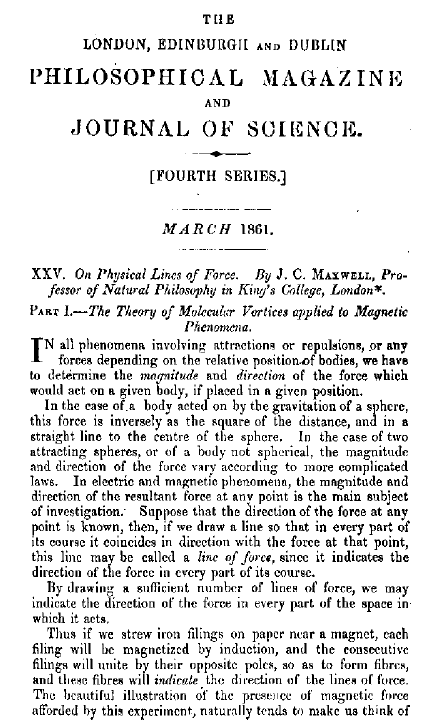 THE
LONDON, EDINBURGH AND DUBLIN
PHILOSOPHICAL MAGAZINE
AND
JOURNAL OF SCIENCE.
[FOURTH SERIES.]
MARCH 1861.
XXV. On Physical Lines of Force. By J. C. MAXWELL, Pro-
fessor of Natural Philosophy in King's College, London*.
PART I.—The Theory of Molecular Vortices applied to Magnetic
Phenomena.
IN all phenomena involving attractions or repulsions, or any
forces depending on the relative position of bodies, we have
to determine the magnitude and direction of the force which
would act on a given body, if placed in a given position.
In the case of a body acted on by the gravitation of a sphere,
this force is inversely as the square of the distance, and in a
straight line to the centre of the sphere. In the case of two
attracting spheres, or of a body not spherical, the magnitude
and direction of the force vary according to more complicated
laws. In electric and magnetic phenomena, the magnitude and
direction of the resultant force at any point is the main subject
of investigation. Suppose that the direction of the force at any
point is known, then, if we draw a line so that in every part of
its course it coincides in direction with the force at that point,
this line may be called a line of force, since it indicates the
direction of the force in every part of its course.
By drawing a sufficient number of lines of force, we may
indicate the direction of the force in every part of the space in
which it acts.
Thus if we strew iron filings on paper near a magnet, each
filing will be magnetized by induction, and the consecutive
filings will unite by their opposite poles, so as to form fibres,
and these fibres will indicate the direction of the lines of force.
The beautiful illustration of the presence of magnetic force
afforded by this experiment, naturally tends to make us think of